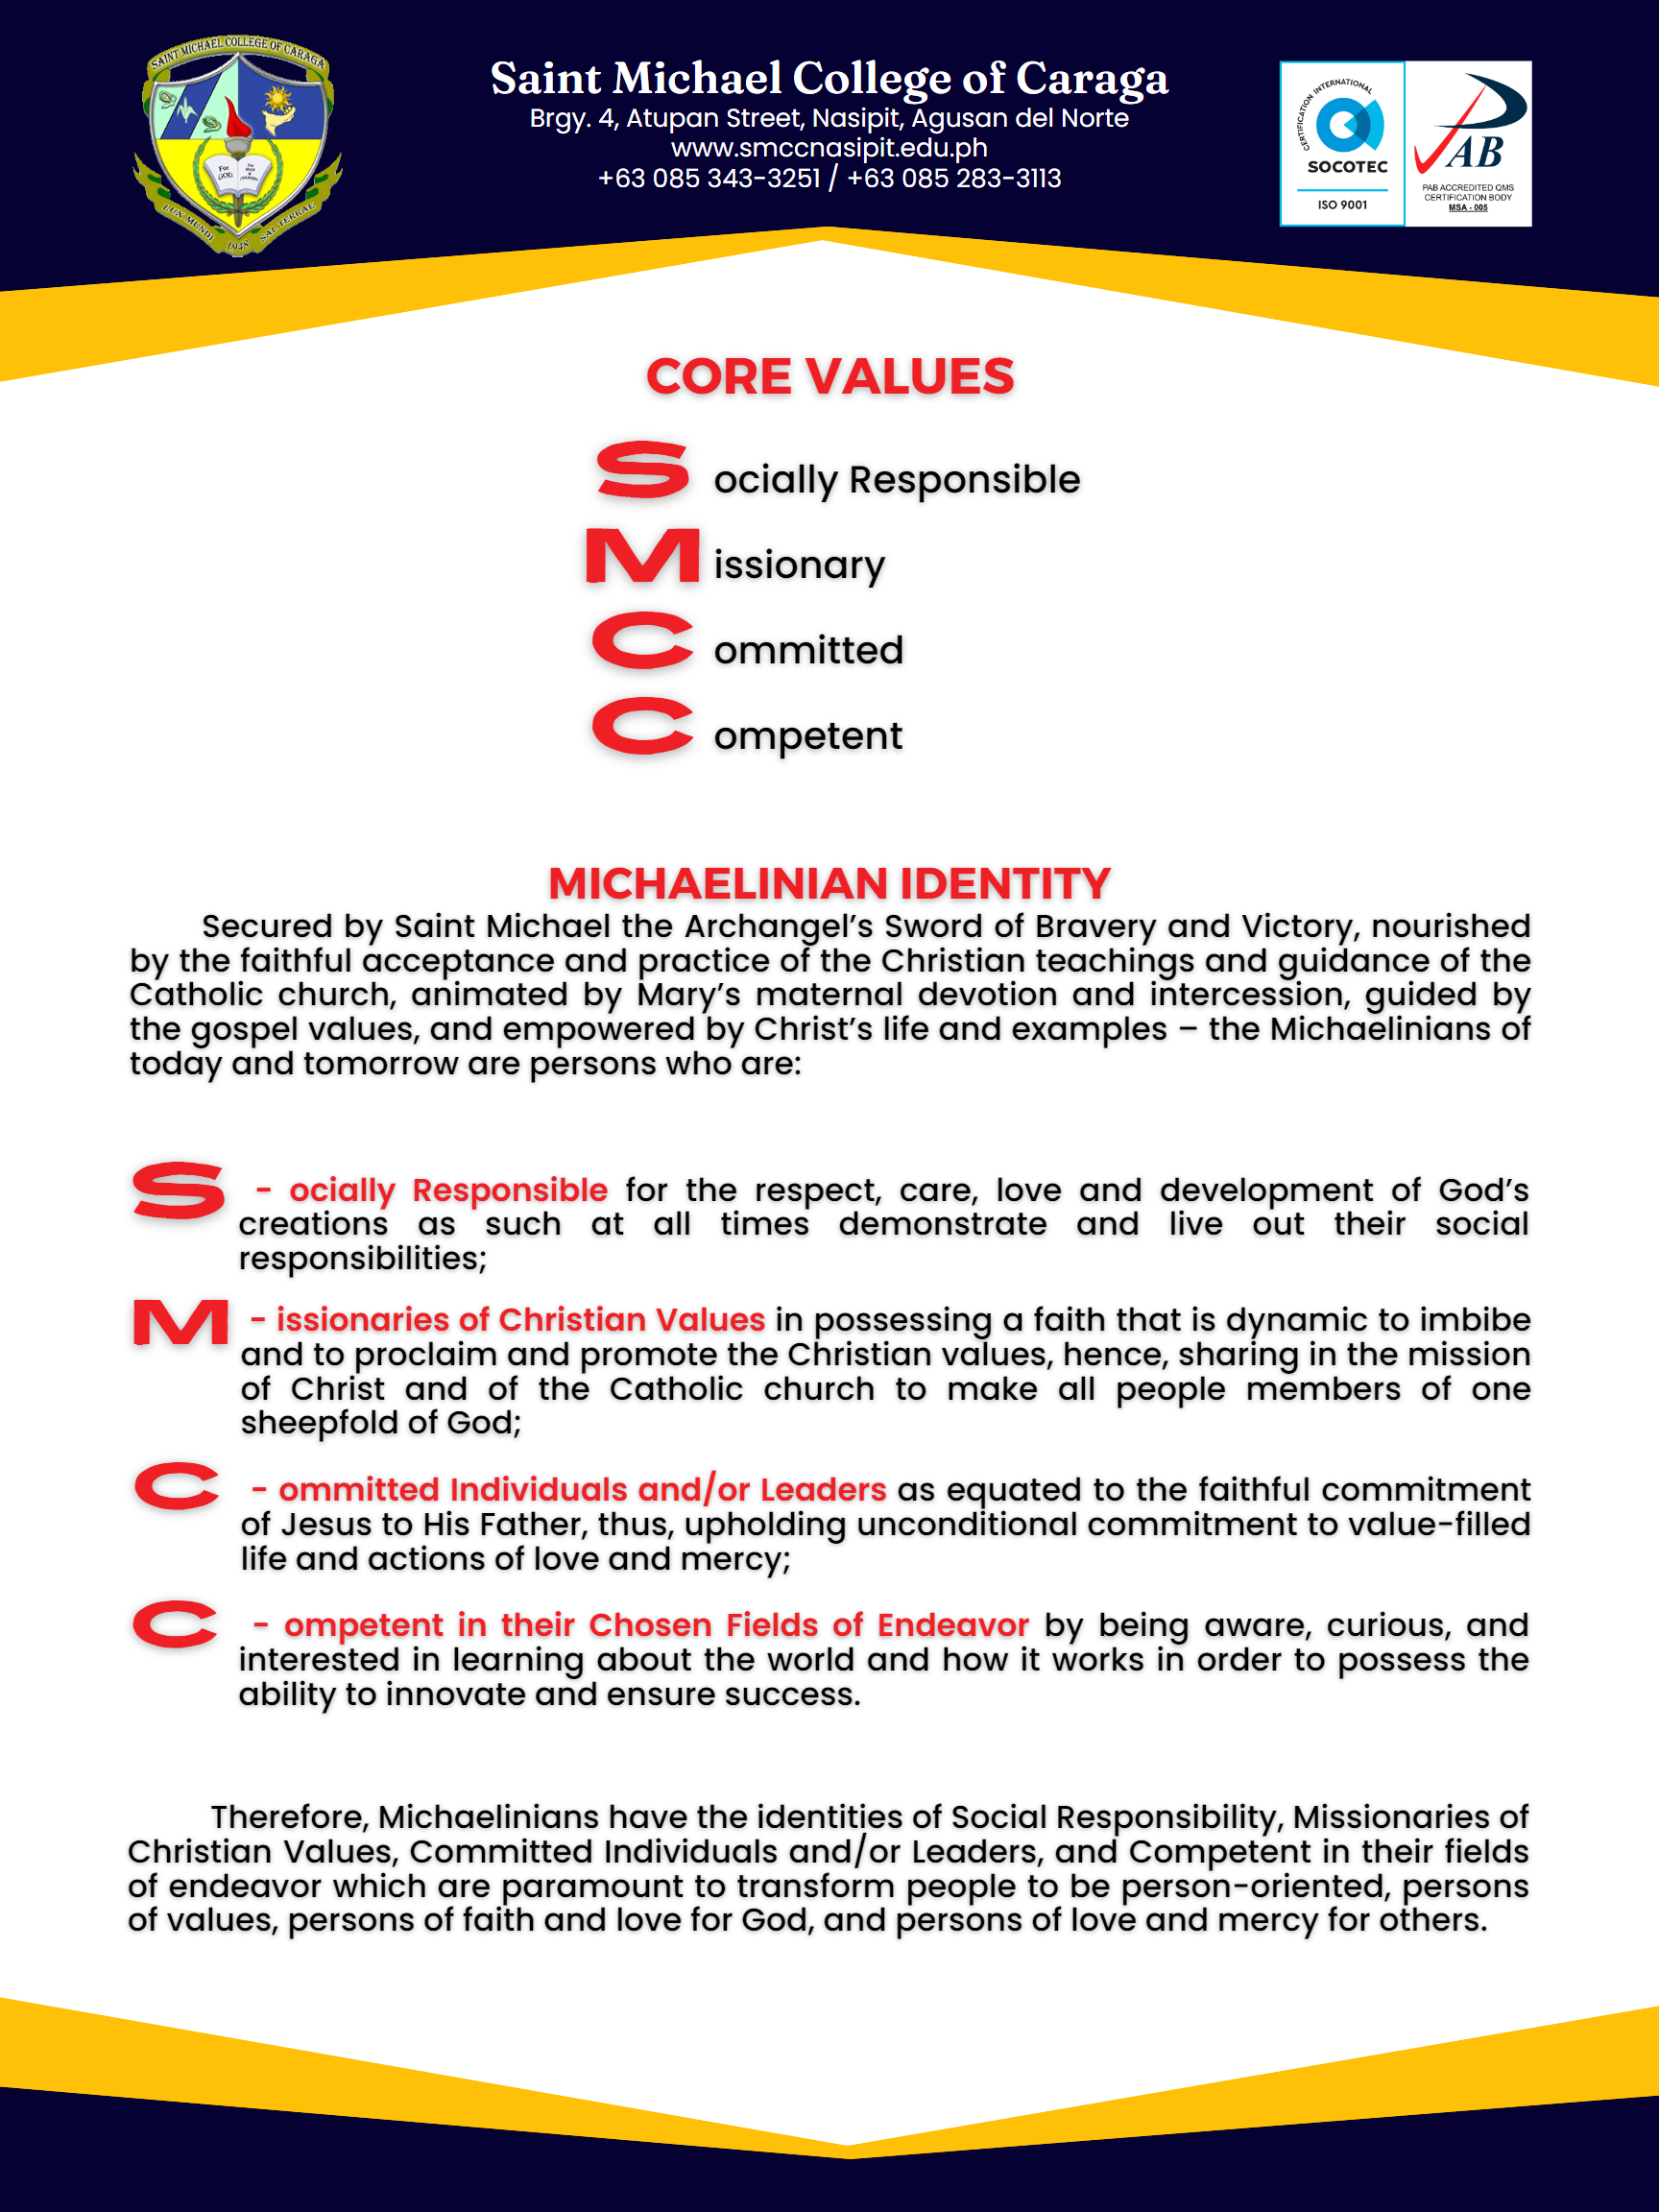 SAINT MICHAEL COLLEGE OF CARAGA
For GOD
LUX MUNDI
1948
SAL TERRAE
Saint Michael College of Caraga
Brgy. 4, Atupan Street, Nasipit, Agusan del Norte
www.smccnasipit.edu.ph
+63 085 343-3251 / +63 085 283-3113
CERTIFICATION INTERNATIONAL
SOCOTEC
ISO 9001
PAB
PAB ACCREDITED QMS
CERTIFICATION BODY
MSA - 005
CORE VALUES
Socially Responsible
Missionary
Committed
Competent
MICHAELINIAN IDENTITY
Secured by Saint Michael the Archangel’s Sword of Bravery and Victory, nourished
by the faithful acceptance and practice of the Christian teachings and guidance of the
Catholic church, animated by Mary’s maternal devotion and intercession, guided by
the gospel values, and empowered by Christ’s life and examples – the Michaelinians of
today and tomorrow are persons who are:
S - ocially Responsible for the respect, care, love and development of God’s
creations as such at all times demonstrate and live out their social
responsibilities;
M - issionaries of Christian Values in possessing a faith that is dynamic to imbibe
and to proclaim and promote the Christian values, hence, sharing in the mission
of Christ and of the Catholic church to make all people members of one
sheepfold of God;
C - ommitted Individuals and/or Leaders as equated to the faithful commitment
of Jesus to His Father, thus, upholding unconditional commitment to value-filled
life and actions of love and mercy;
C - ompetent in their Chosen Fields of Endeavor by being aware, curious, and
interested in learning about the world and how it works in order to possess the
ability to innovate and ensure success.
Therefore, Michaelinians have the identities of Social Responsibility, Missionaries of
Christian Values, Committed Individuals and/or Leaders, and Competent in their fields
of endeavor which are paramount to transform people to be person-oriented, persons
of values, persons of faith and love for God, and persons of love and mercy for others.